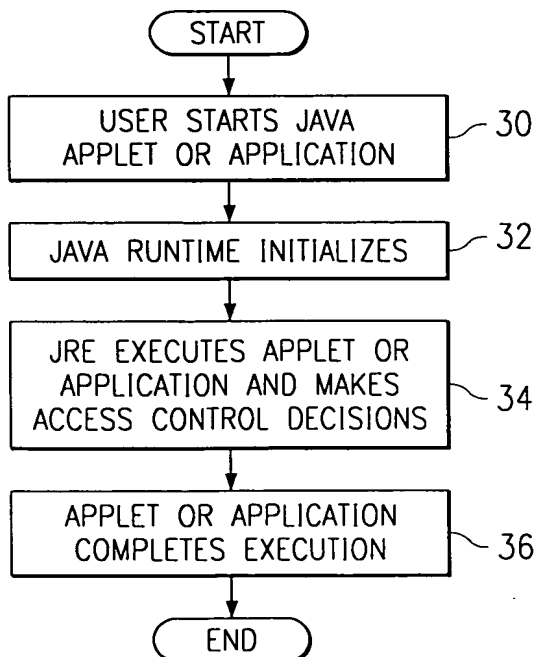 START
USER STARTS JAVA
APPLET OR APPLICATION
30
JAVA RUNTIME INITIALIZES
32
JRE EXECUTES APPLET OR
APPLICATION AND MAKES
ACCESS CONTROL DECISIONS
34
APPLET OR APPLICATION
COMPLETES EXECUTION
36
END